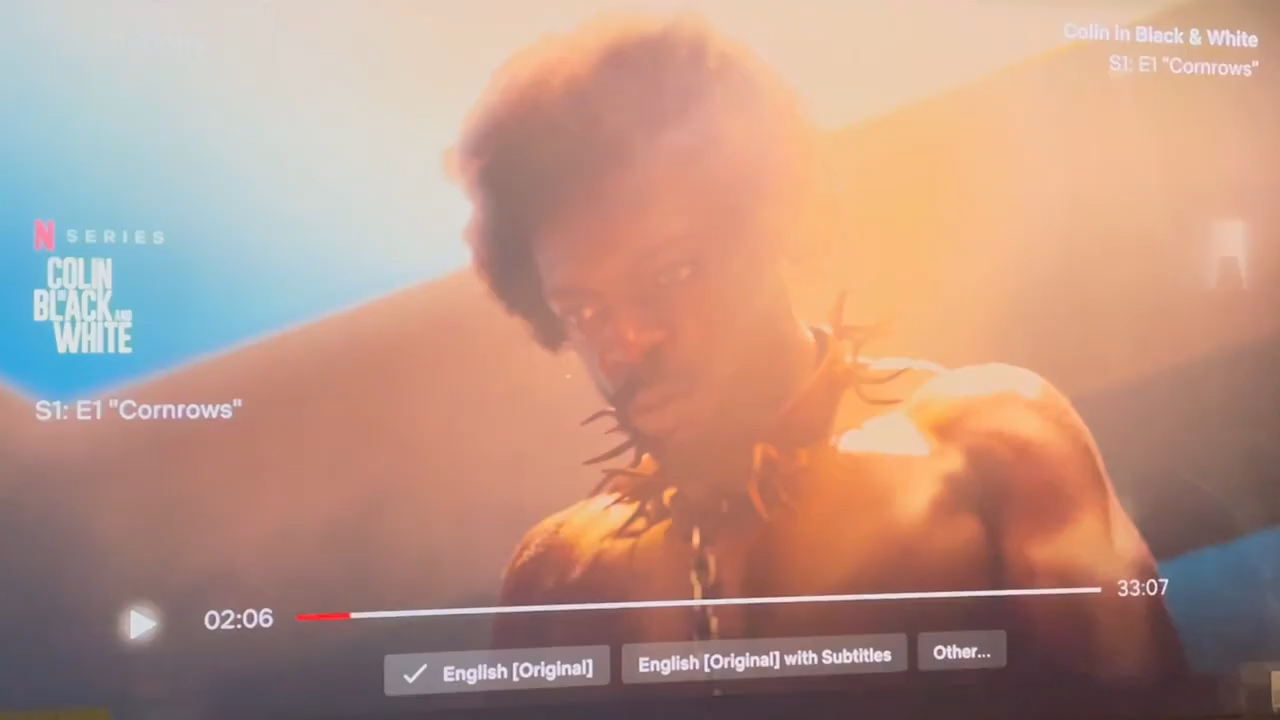 Colin in Black & White
S1: E1 "Cornrows"
N SERIES
COLIN
IN BLACK AND
WHITE
S1: E1 "Cornrows"
02:06
33:07
English [Original]
English [Original] with Subtitles
Other...